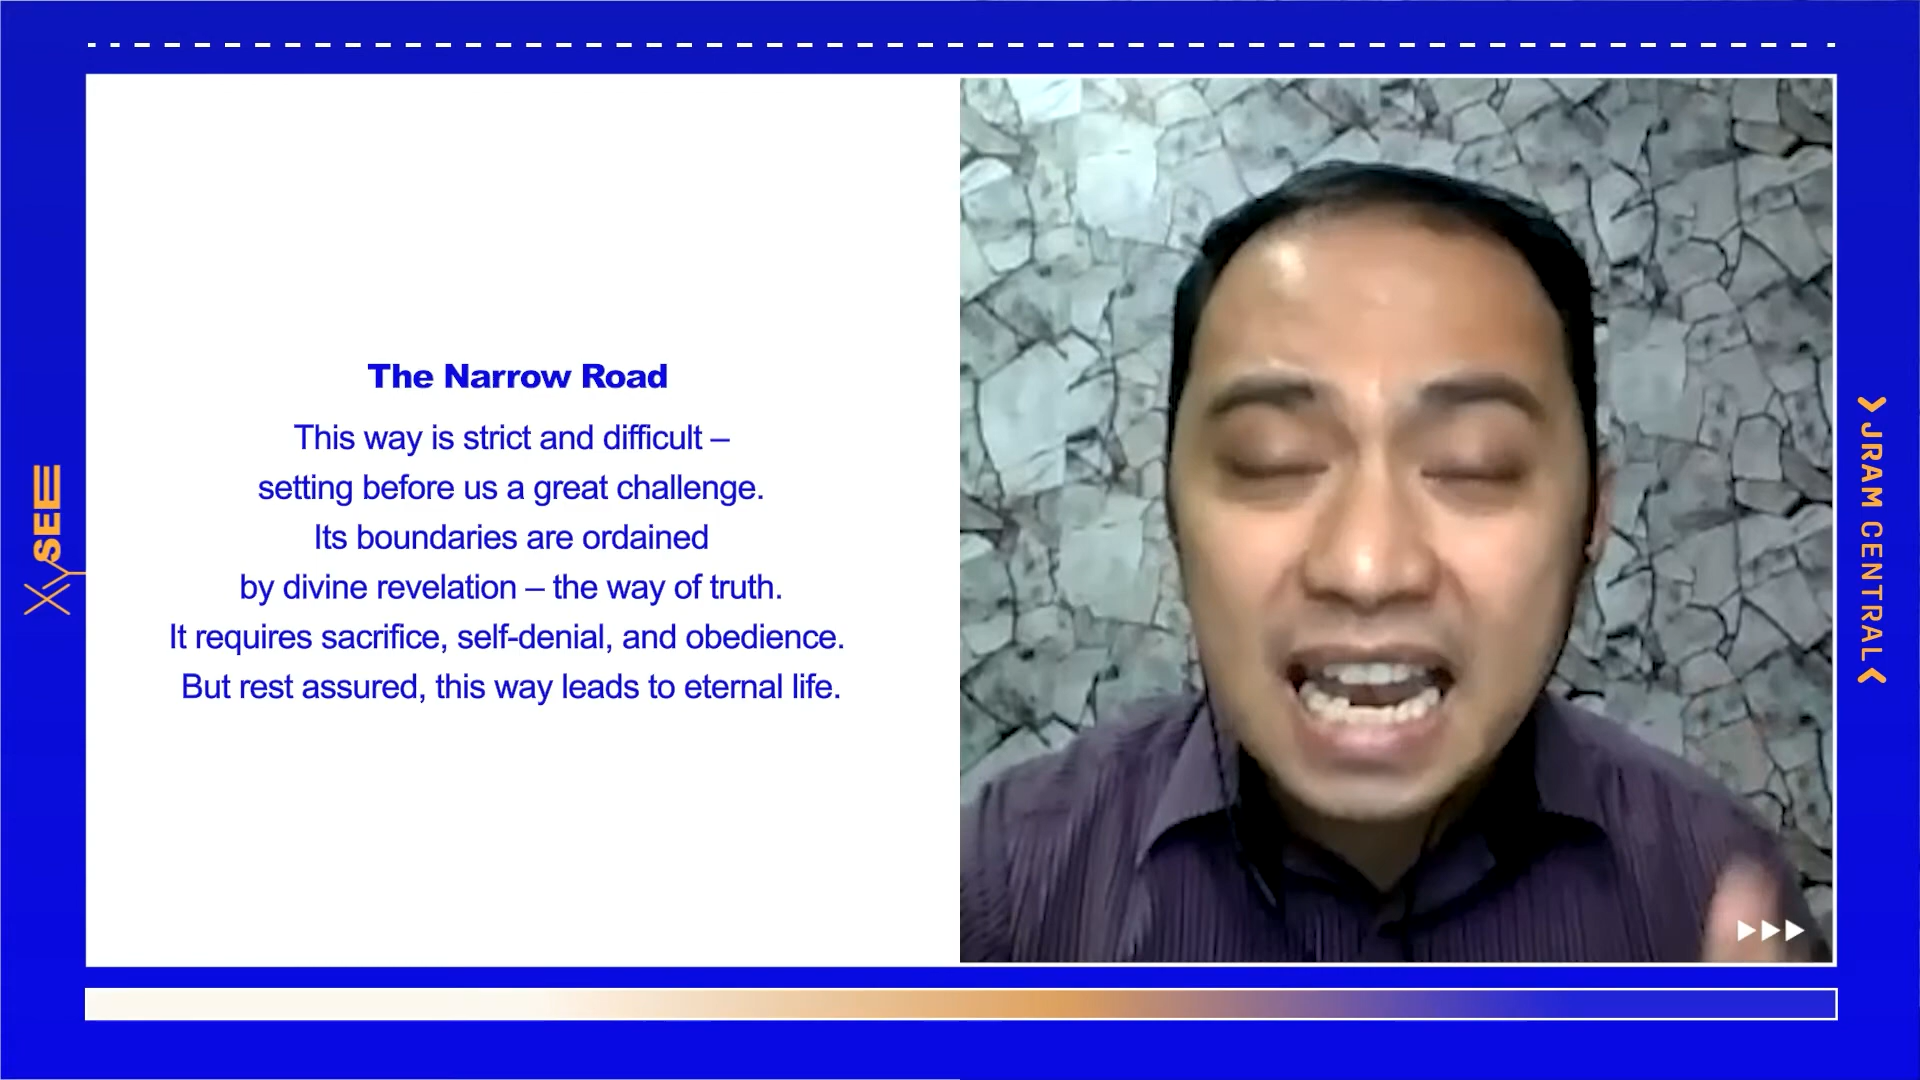 The Narrow Road
This way is strict and difficult –
setting before us a great challenge.
Its boundaries are ordained
by divine revelation – the way of truth.
It requires sacrifice, self-denial, and obedience.
But rest assured, this way leads to eternal life.
XYSEE
JRAM CENTRAL